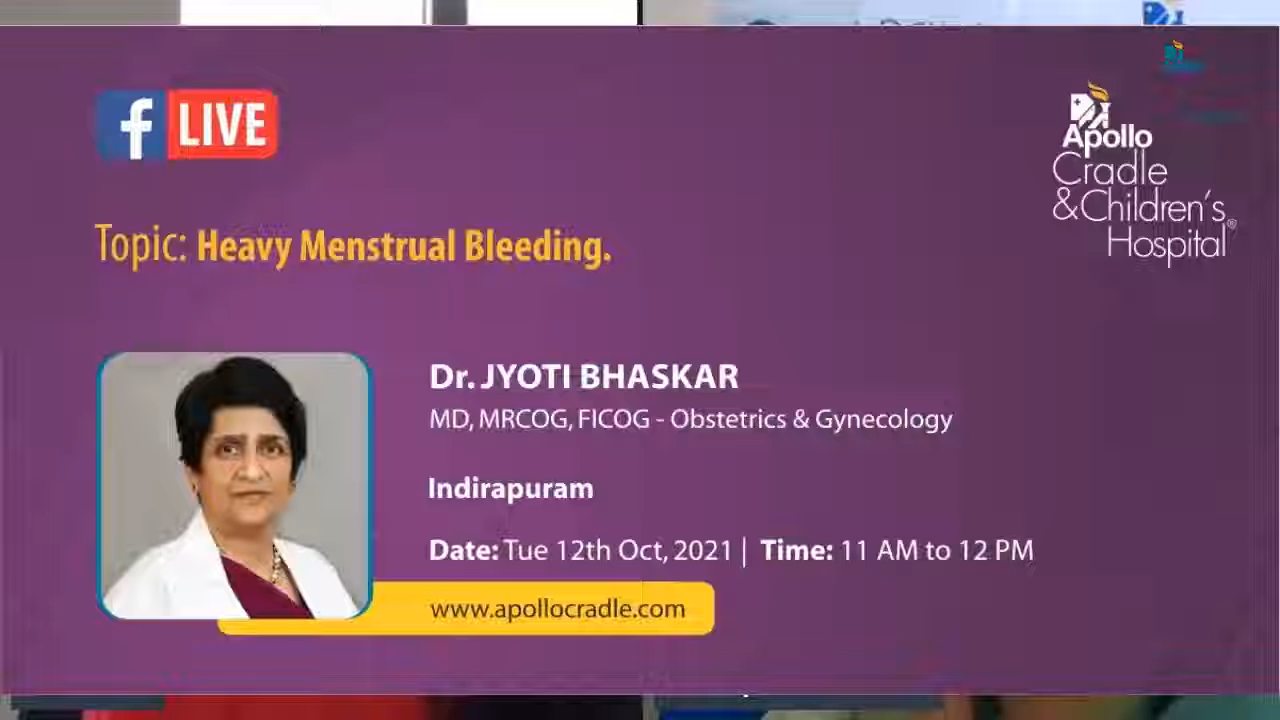 f LIVE
Topic: Heavy Menstrual Bleeding.
Apollo
Cradle
&Children's
Hospital®
Dr. JYOTI BHASKAR
MD, MRCOG, FICOG - Obstetrics & Gynecology
Indirapuram
Date: Tue 12th Oct, 2021 | Time: 11 AM to 12 PM
www.apollocradle.com